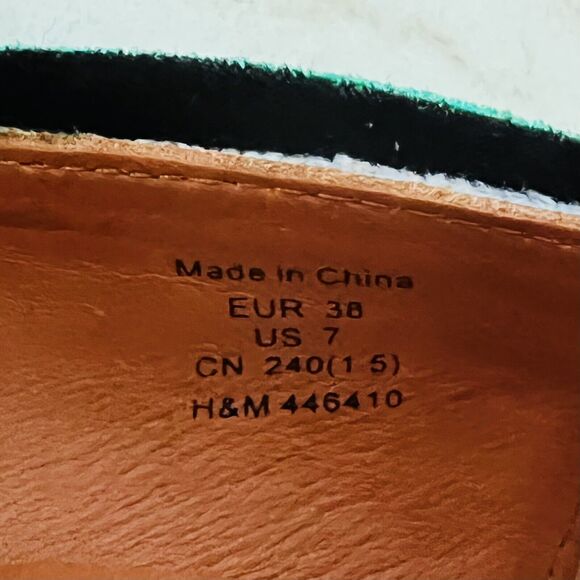 Made in China
EUR 38
US 7
CN 240(1 5)
H&M 446410